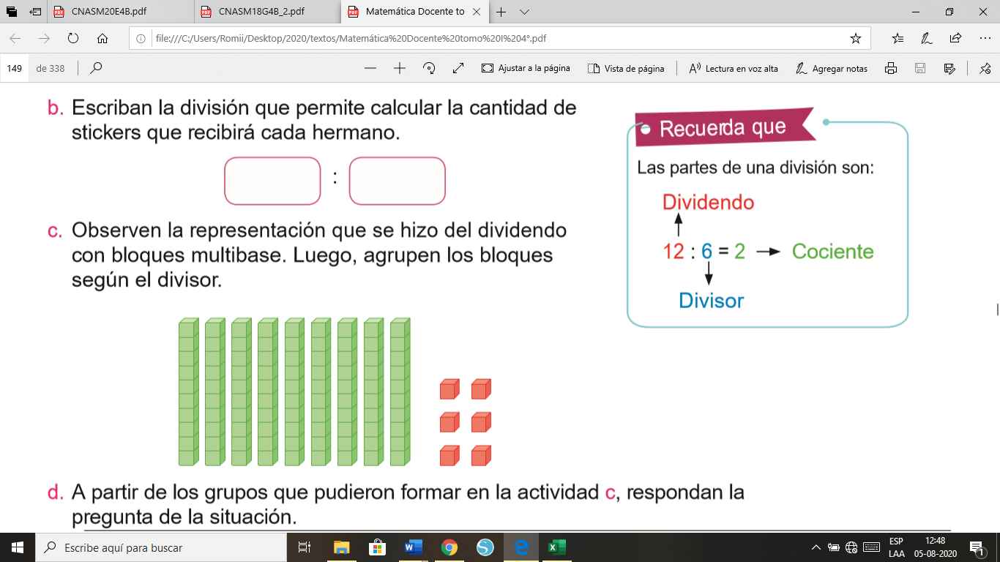 CNASM20E4B.pdf
CNASM18G4B_2.pdf
Matemática Docente to
file:///C:/Users/Romii/Desktop/2020/textos/Matemática%20Docente%20tomo%20I%204º.pdf
149
de 338
Ajustar a la página
Vista de página
Lectura en voz alta
Agregar notas
b. Escriban la división que permite calcular la cantidad de
stickers que recibirá cada hermano.
:
c. Observen la representación que se hizo del dividendo
con bloques multibase. Luego, agrupen los bloques
según el divisor.
Recuerda que
Las partes de una división son:
Dividendo
12 : 6 = 2 → Cociente
Divisor
d. A partir de los grupos que pudieron formar en la actividad c, respondan la
pregunta de la situación.
Escribe aquí para buscar
ESP
LAA
12:48
05-08-2020
1